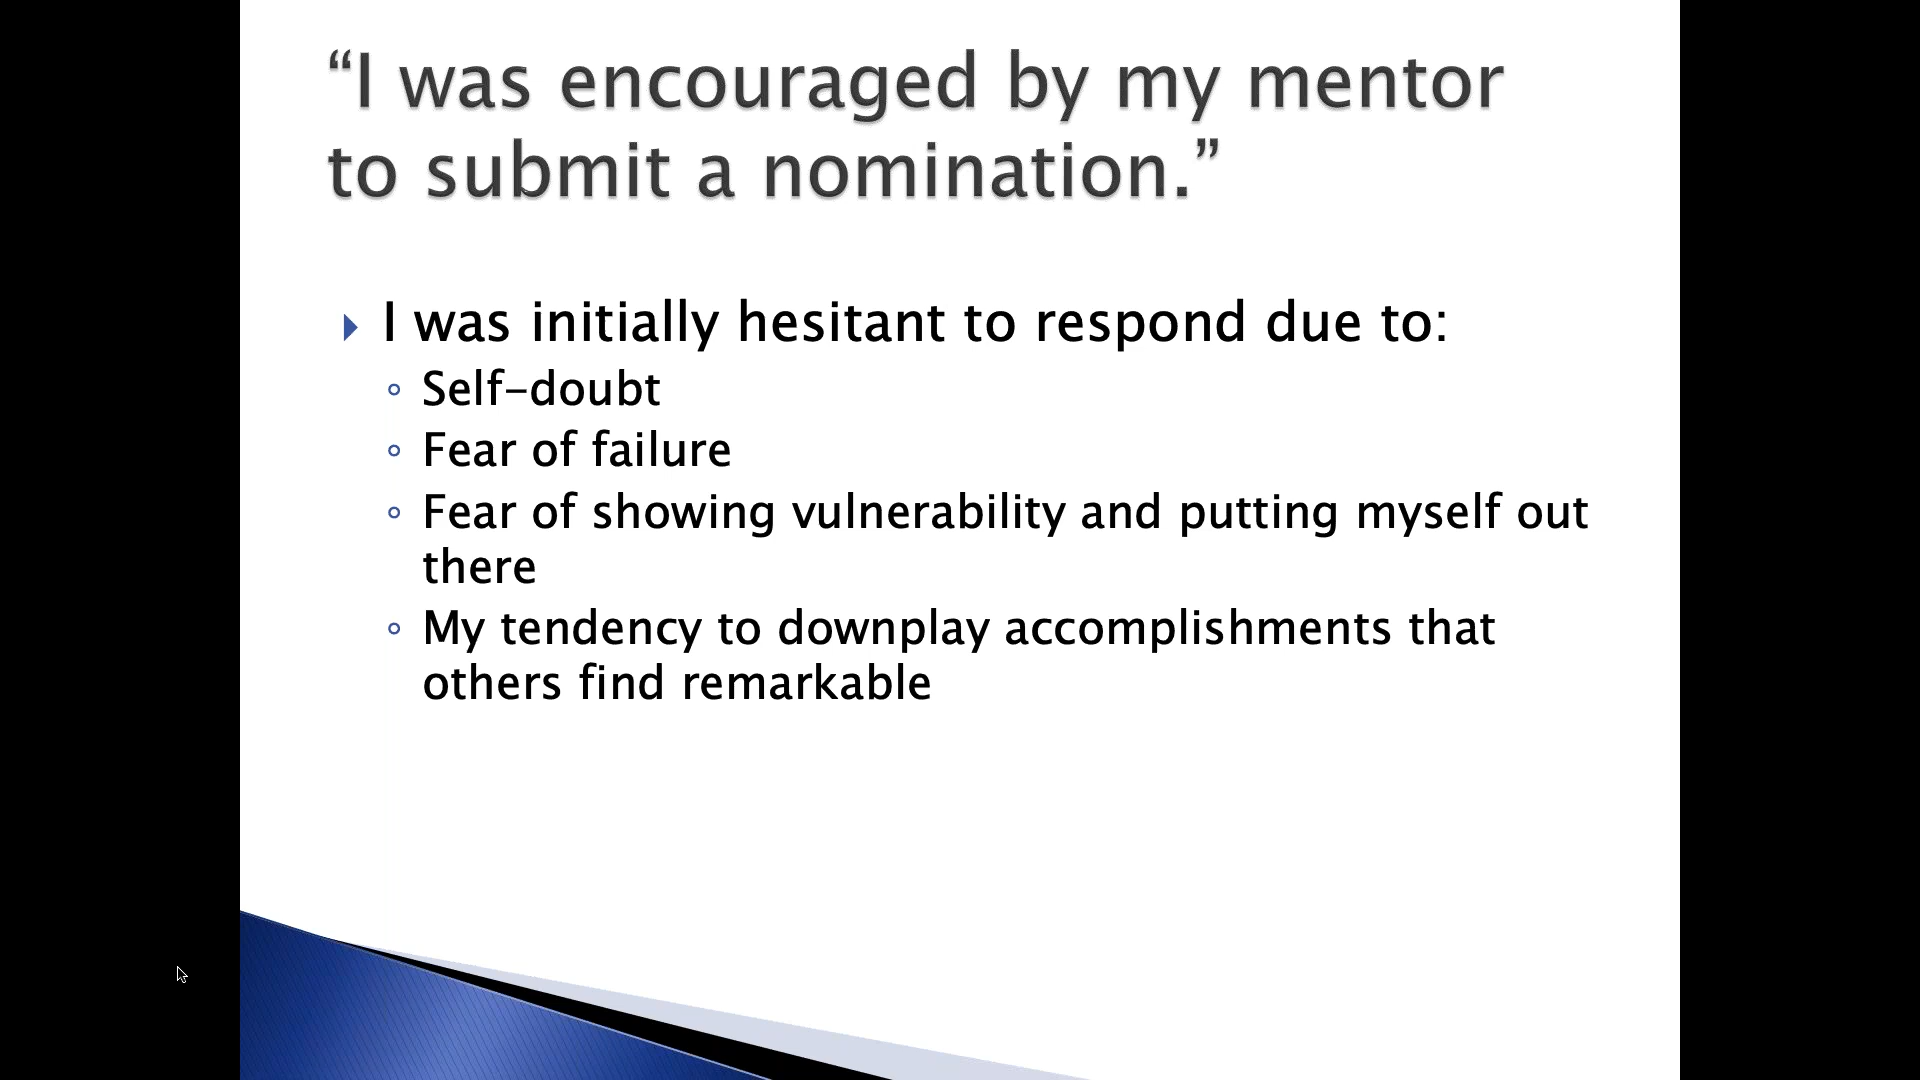 “I was encouraged by my mentor
to submit a nomination.”
I was initially hesitant to respond due to:
Self-doubt
Fear of failure
Fear of showing vulnerability and putting myself out
there
My tendency to downplay accomplishments that
others find remarkable